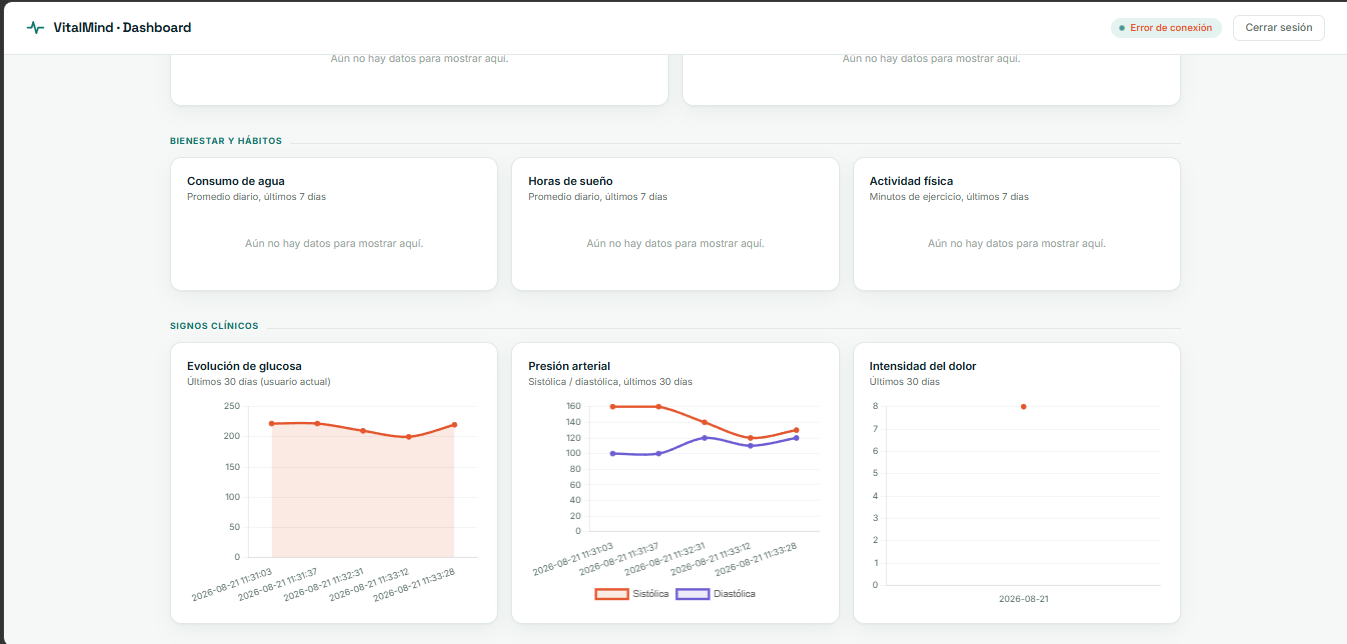 VitalMind · Dashboard
Error de conexión
Cerrar sesión
Aún no hay datos para mostrar aquí.
Aún no hay datos para mostrar aquí.
BIENESTAR Y HÁBITOS
Consumo de agua
Promedio diario, últimos 7 días
Aún no hay datos para mostrar aquí.
Horas de sueño
Promedio diario, últimos 7 días
Aún no hay datos para mostrar aquí.
Actividad física
Minutos de ejercicio, últimos 7 días
Aún no hay datos para mostrar aquí.
SIGNOS CLÍNICOS
Evolución de glucosa
Últimos 30 días (usuario actual)
250
200
150
100
50
0
2026-08-21 11:31:03
2026-08-21 11:31:37
2026-08-21 11:32:31
2026-08-21 11:33:12
2026-08-21 11:33:28
Presión arterial
Sistólica / diastólica, últimos 30 días
160
140
120
100
80
60
40
20
0
2026-08-21 11:31:03
2026-08-21 11:31:37
2026-08-21 11:32:31
2026-08-21 11:33:12
2026-08-21 11:33:28
Sistólica
Diastólica
Intensidad del dolor
Últimos 30 días
8
7
6
5
4
3
2
1
0
2026-08-21